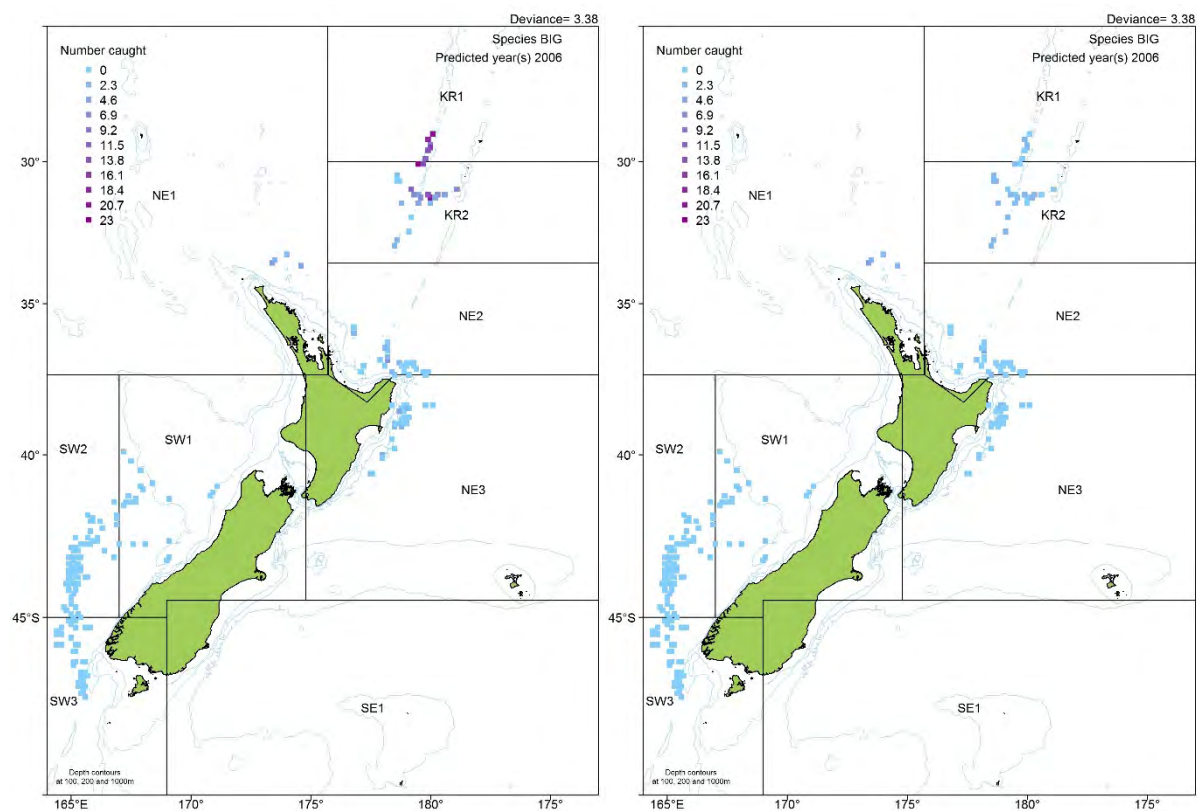 Deviance= 3.38
Species BIG
Predicted year(s) 2006
Number caught
0
2.3
4.6
6.9
9.2
11.5
13.8
16.1
18.4
20.7
23
KR1
30°
NE1
KR2
35°
NE2
SW2
SW1
40°
NE3
45°S
SW3
SE1
Depth contours
at 100, 200 and 1000m
165°E
170°
175°
180°
175°
Deviance= 3.38
Species BIG
Predicted year(s) 2006
Number caught
0
2.3
4.6
6.9
9.2
11.5
13.8
16.1
18.4
20.7
23
KR1
30°
NE1
KR2
35°
NE2
SW2
SW1
40°
NE3
45°S
SW3
SE1
Depth contours
at 100, 200 and 1000m
165°E
170°
175°
180°
175°